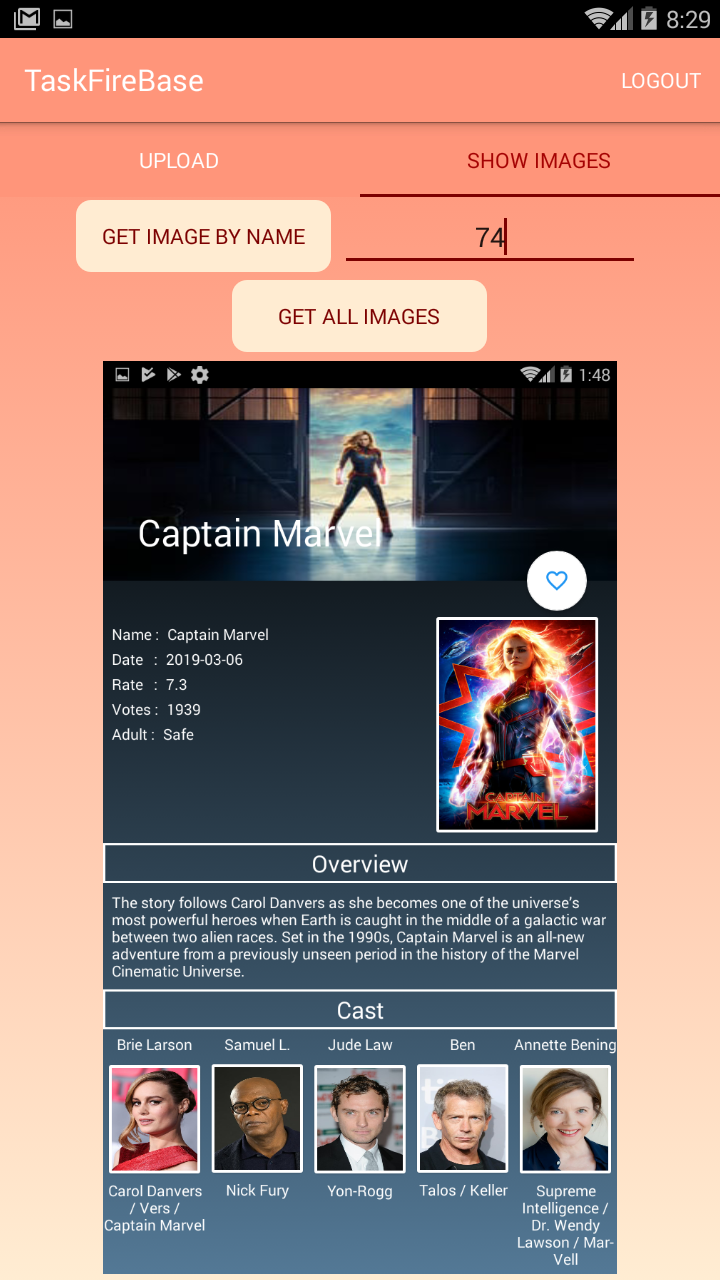 8:29
TaskFireBase
LOGOUT
UPLOAD
SHOW IMAGES
GET IMAGE BY NAME
74
GET ALL IMAGES
1:48
Captain Marvel
Name : Captain Marvel
Date : 2019-03-06
Rate : 7.3
Votes : 1939
Adult : Safe
CAPTAIN
MARVEL
Overview
The story follows Carol Danvers as she becomes one of the universe's
most powerful heroes when Earth is caught in the middle of a galactic war
between two alien races. Set in the 1990s, Captain Marvel is an all-new
adventure from a previously unseen period in the history of the Marvel
Cinematic Universe.
Cast
Brie Larson
Samuel L.
Jude Law
Ben
Annette Bening
Carol Danvers
/ Vers /
Captain Marvel
Nick Fury
Yon-Rogg
Talos / Keller
Supreme
Intelligence /
Dr. Wendy
Lawson / Mar-
Vell